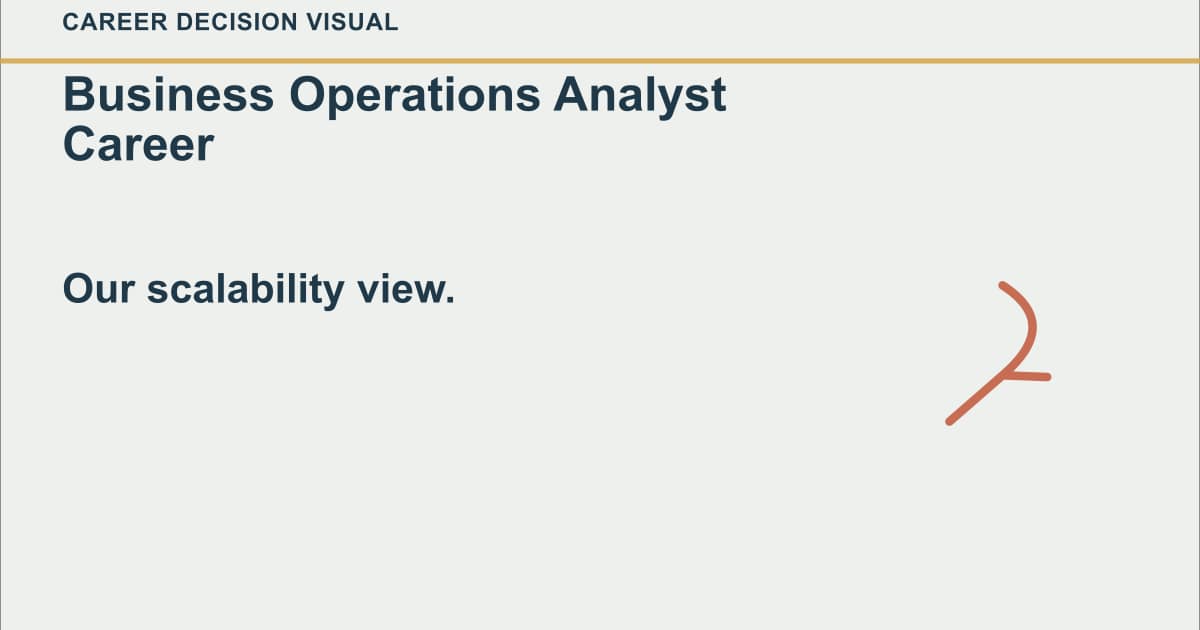 CAREER DECISION VISUAL
Business Operations Analyst
Career
Our scalability view.